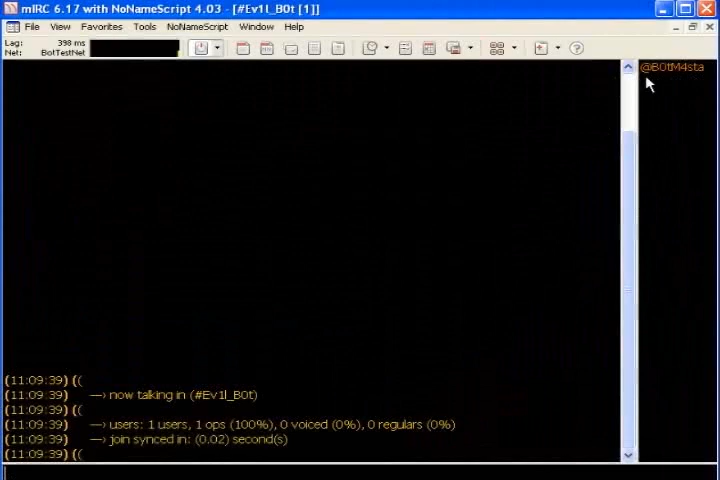 mIRC 6.17 with NoNameScript 4.03 - [#Ev1l_B0t [1]]
File View Favorites Tools NoNameScript Window Help
Lag: 398 ms
Net: BotTestNet
@B0tM4sta
(11:09:39) {(
(11:09:39) —› now talking in (#Ev1l_B0t)
(11:09:39) {(
(11:09:39) —› users: 1 users, 1 ops (100%), 0 voiced (0%), 0 regulars (0%)
(11:09:39) —› join synced in: (0.02) second(s)
(11:09:39) {(